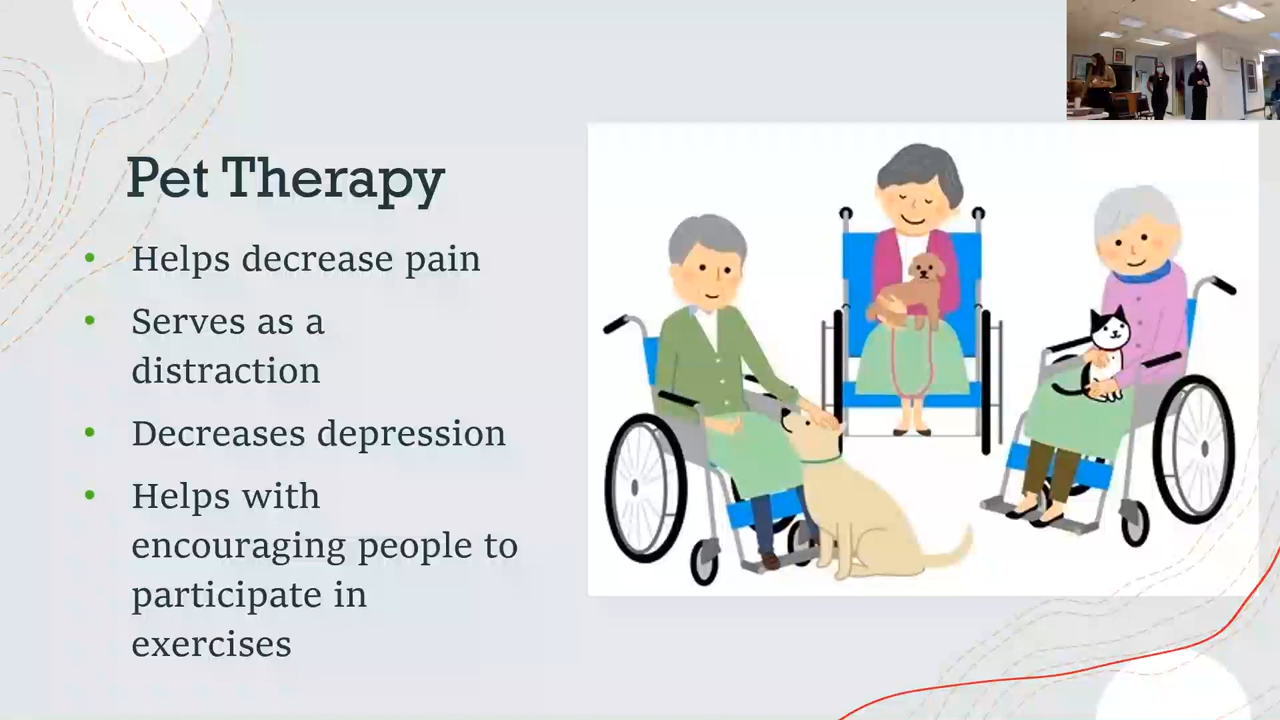 Pet Therapy
• Helps decrease pain
• Serves as a
distraction
• Decreases depression
• Helps with
encouraging people to
participate in
exercises